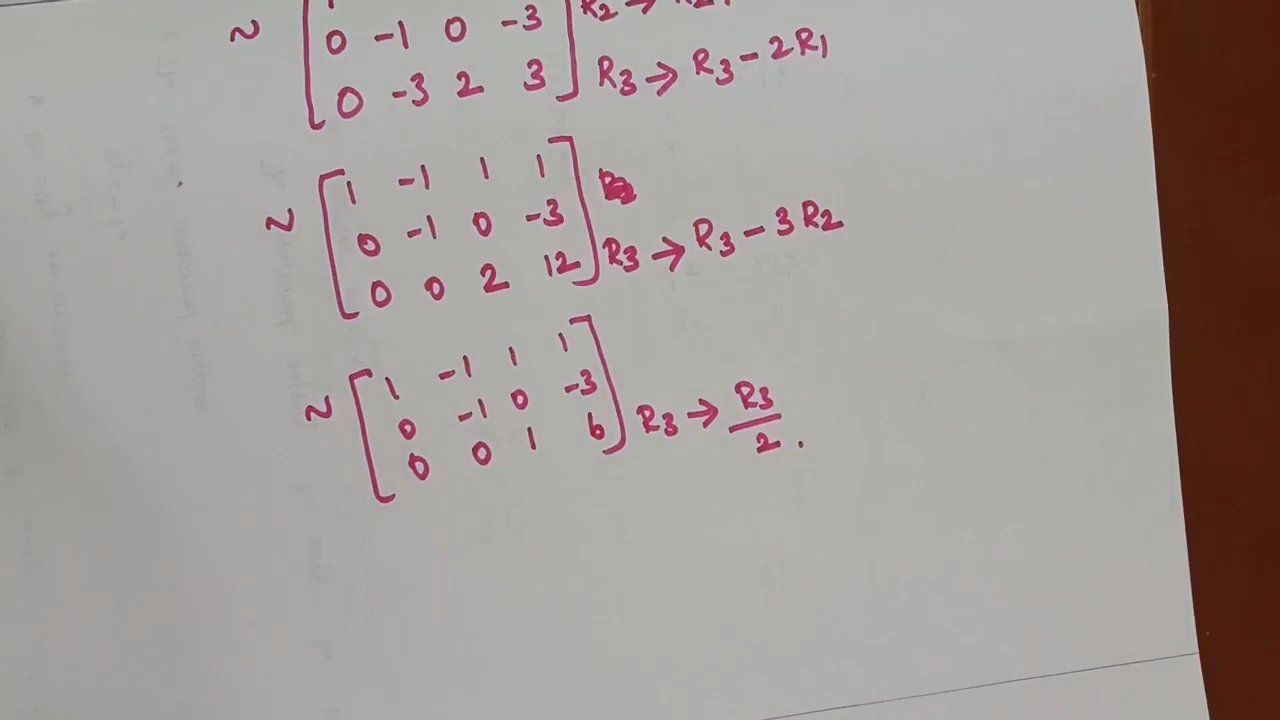 ~ [ 0 -1 0 -3 ] R2 →
0 -3 2 3 R3 → R3 - 2R1
~ [ 1 -1 1 1 ]
0 -1 0 -3
0 0 2 12 R3 → R3 - 3R2
~ [ 1 -1 1 1 ]
0 -1 0 -3
0 0 1 6 R3 → R3/2 .